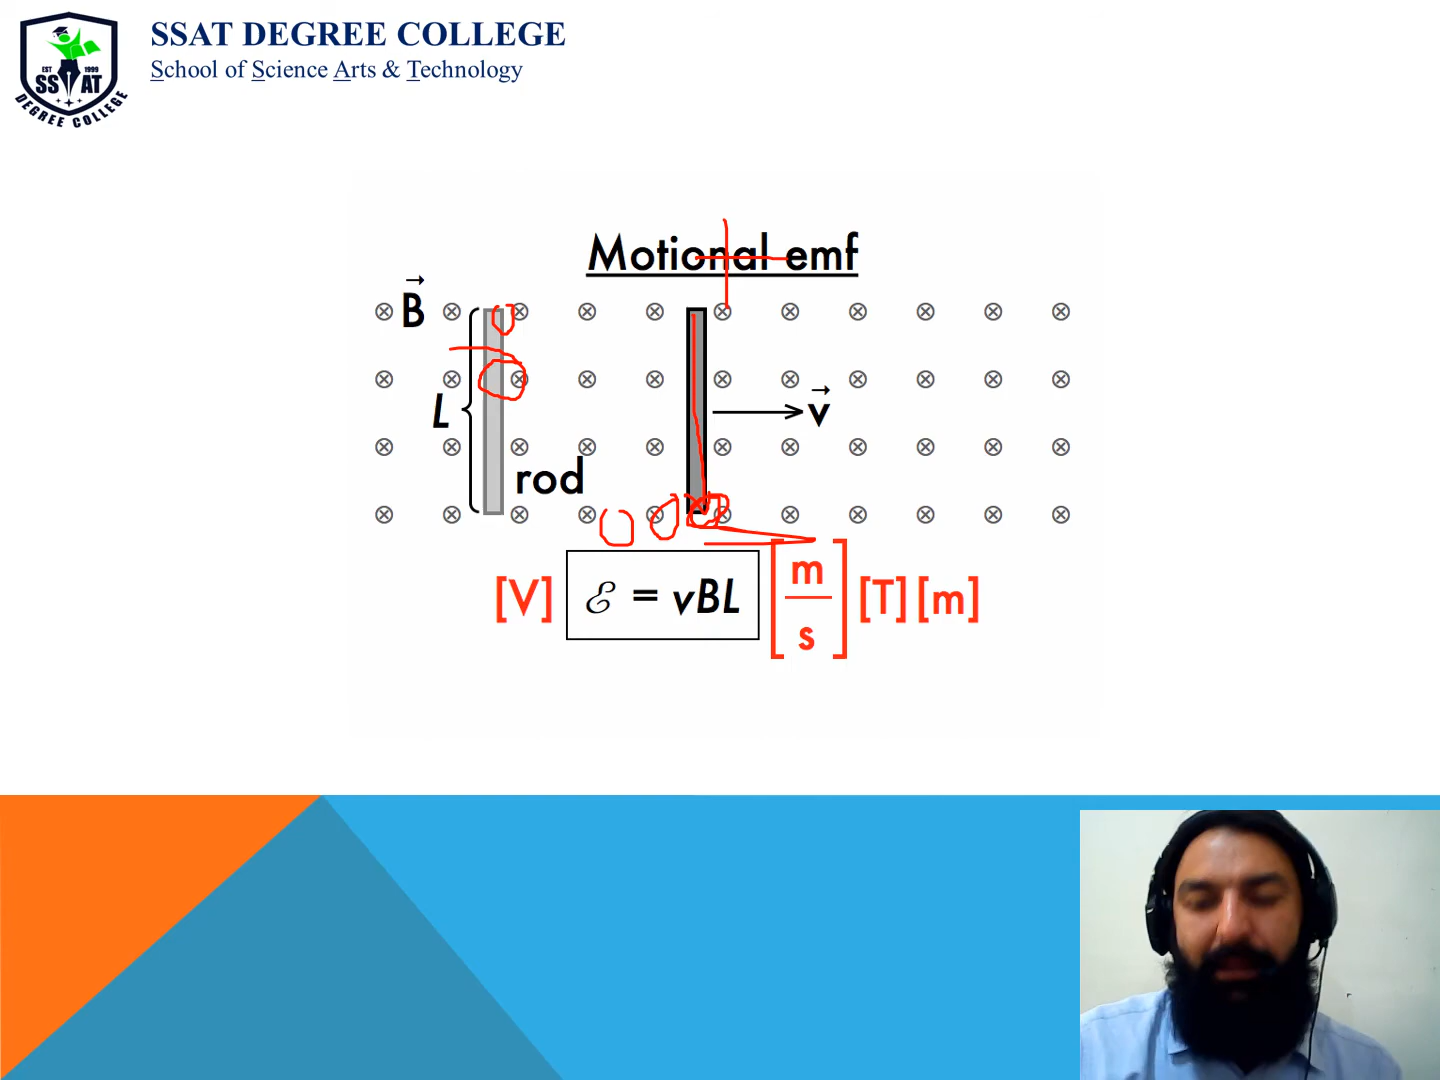 SSAT DEGREE COLLEGE
School of Science Arts & Technology
EST 1999
SS AT
DEGREE COLLEGE
Motional emf
B
L
v
rod
[V] ℰ = vBL [m/s] [T] [m]